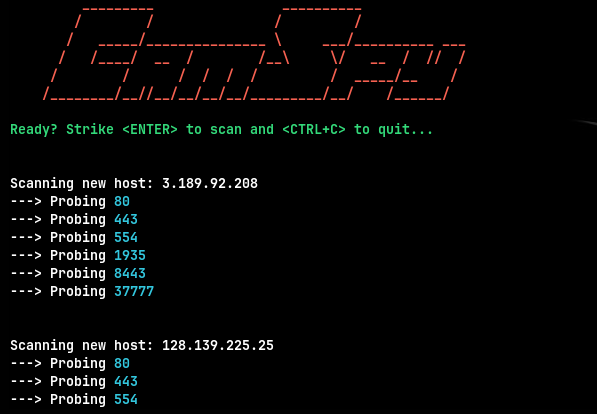 CamSpy
Ready? Strike <ENTER> to scan and <CTRL+C> to quit...
Scanning new host: 3.189.92.208
---> Probing 80
---> Probing 443
---> Probing 554
---> Probing 1935
---> Probing 8443
---> Probing 37777
Scanning new host: 128.139.225.25
---> Probing 80
---> Probing 443
---> Probing 554